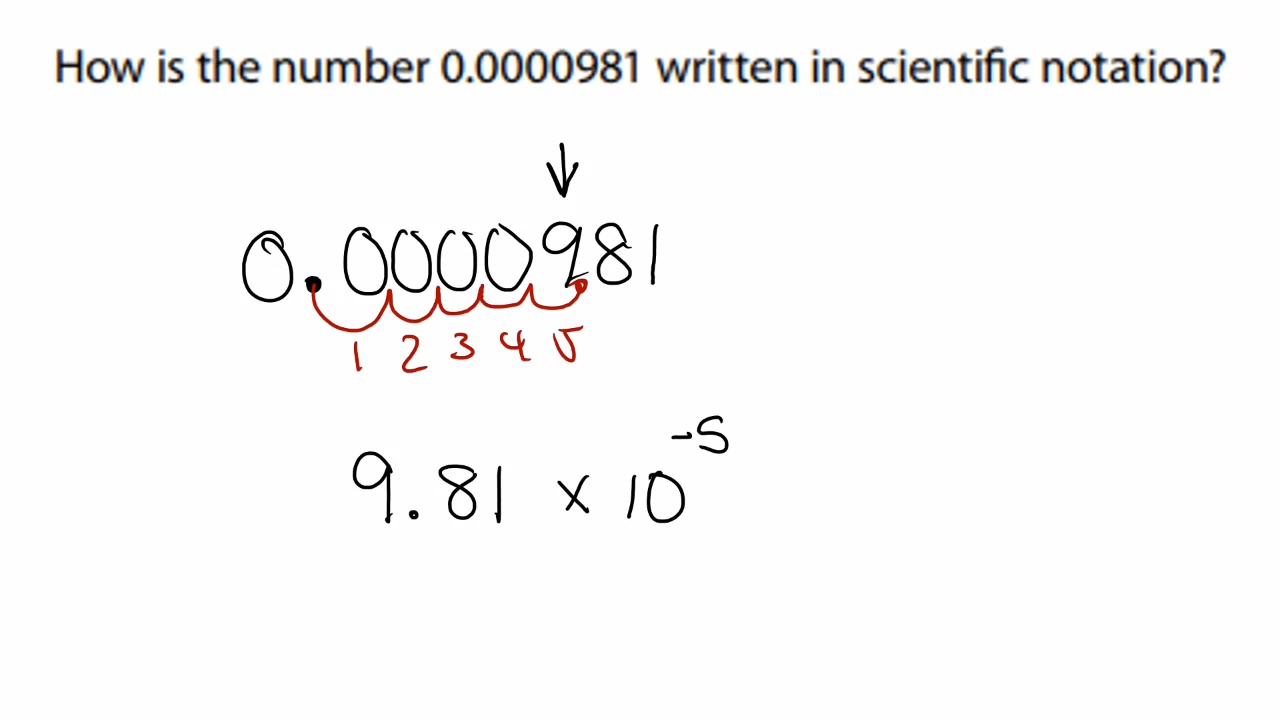 How is the number 0.0000981 written in scientific notation?
0.0000981
1 2 3 4 5
9.81 x 10⁻⁵